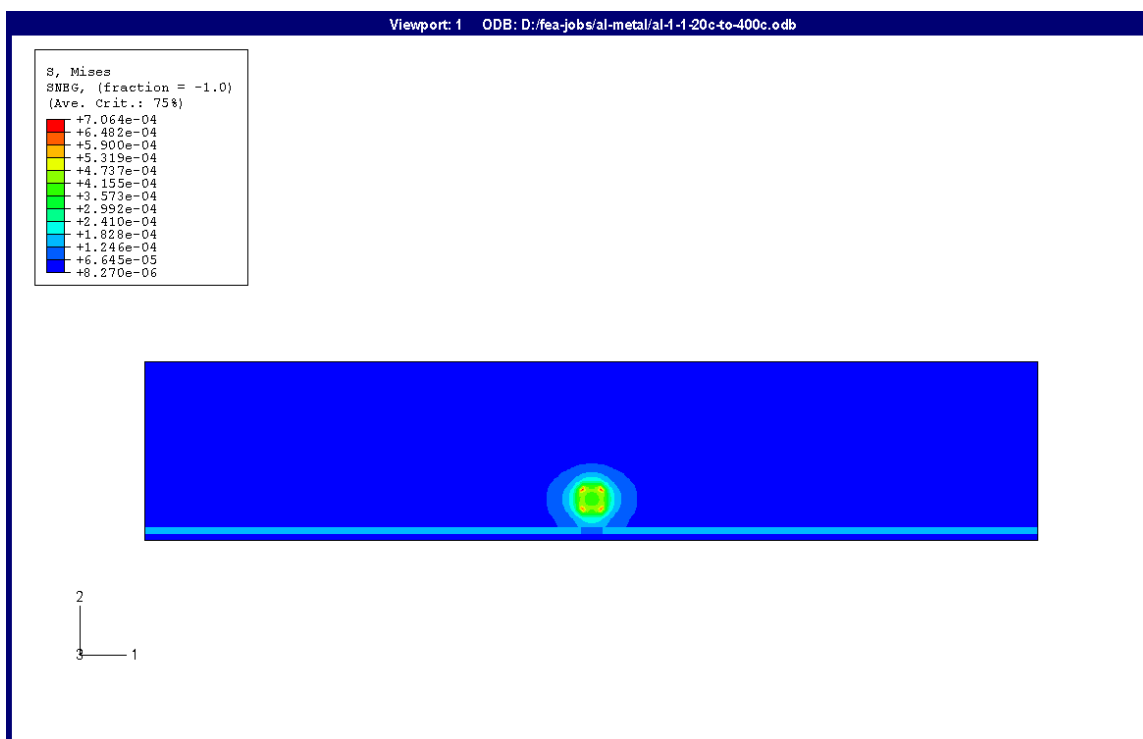 Viewport: 1 ODB: D:/fea-jobs/al-metal/al-1-1-20c-to-400c.odb
S, Mises
SNEG, (fraction = -1.0)
(Ave. Crit.: 75%)
+7.064e-04
+6.482e-04
+5.900e-04
+5.319e-04
+4.737e-04
+4.155e-04
+3.573e-04
+2.992e-04
+2.410e-04
+1.828e-04
+1.246e-04
+6.645e-05
+8.270e-06
2
3 1